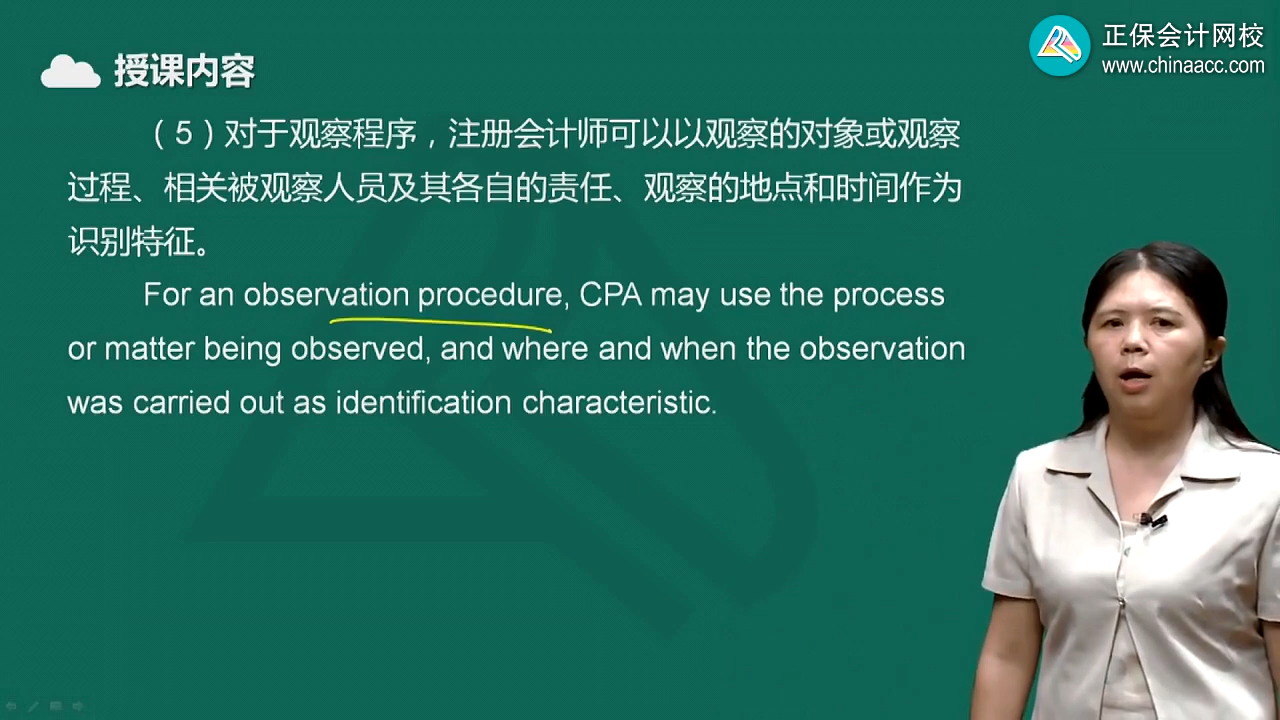 正保会计网校
www.chinaacc.com
授课内容
（5）对于观察程序，注册会计师可以以观察的对象或观察
过程、相关被观察人员及其各自的责任、观察的地点和时间作为
识别特征。
For an observation procedure, CPA may use the process
or matter being observed, and where and when the observation
was carried out as identification characteristic.